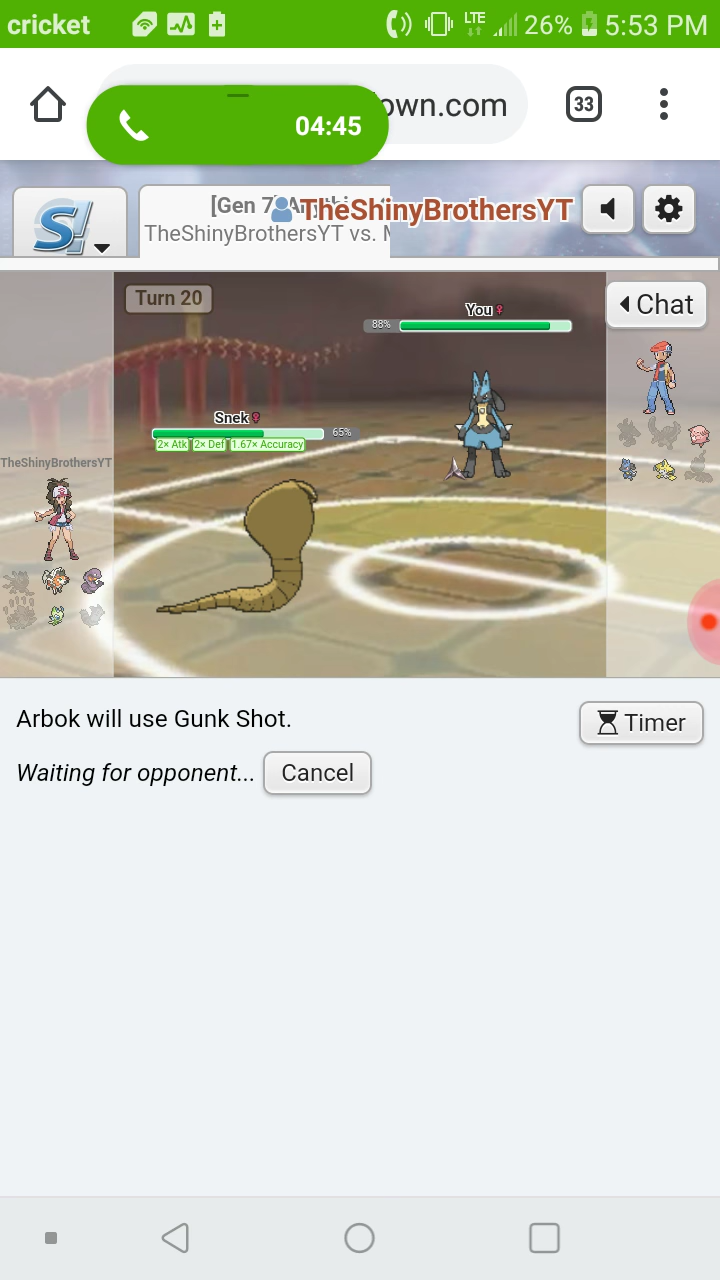 cricket LTE 26% 5:53 PM
own.com 33
04:45
[Gen 7] Anythi
TheShinyBrothersYT
TheShinyBrothersYT vs.
Turn 20
Chat
You
88%
Snek
65%
2× Atk 2× Def 1.67× Accuracy
TheShinyBrothersYT
Arbok will use Gunk Shot.
Timer
Waiting for opponent... Cancel